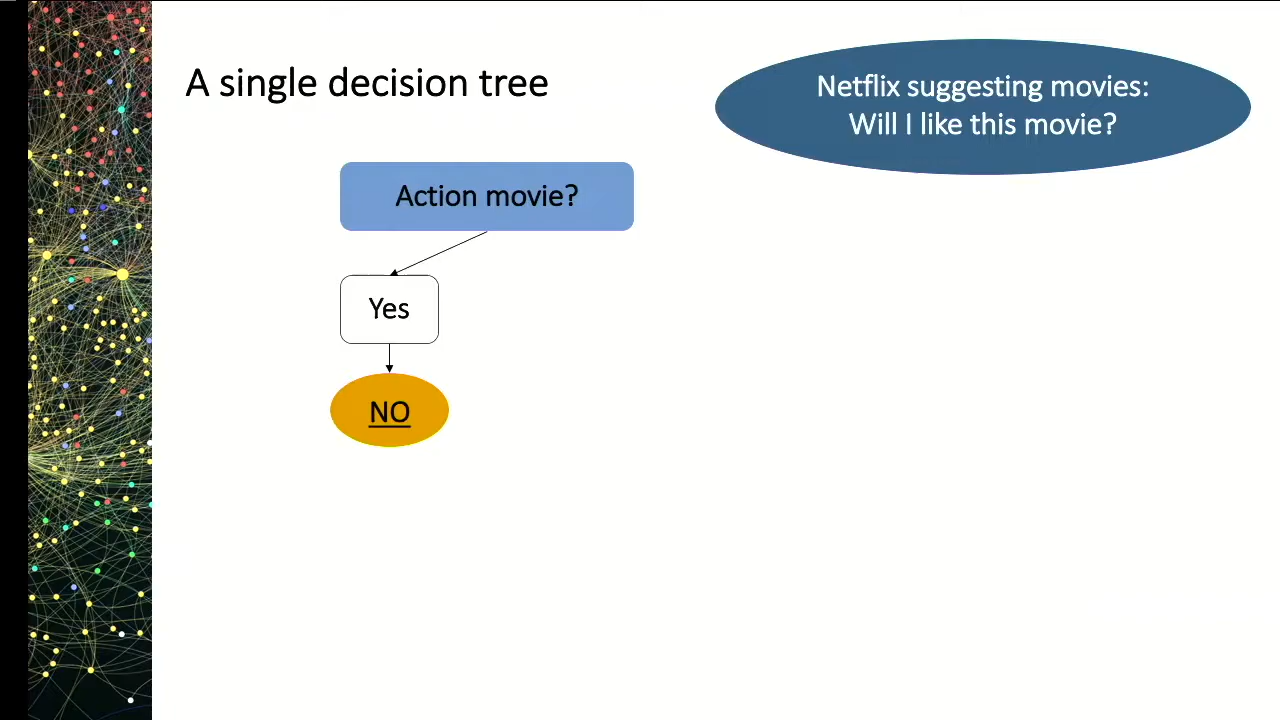 A single decision tree
Netflix suggesting movies:
Will I like this movie?
Action movie?
Yes
NO